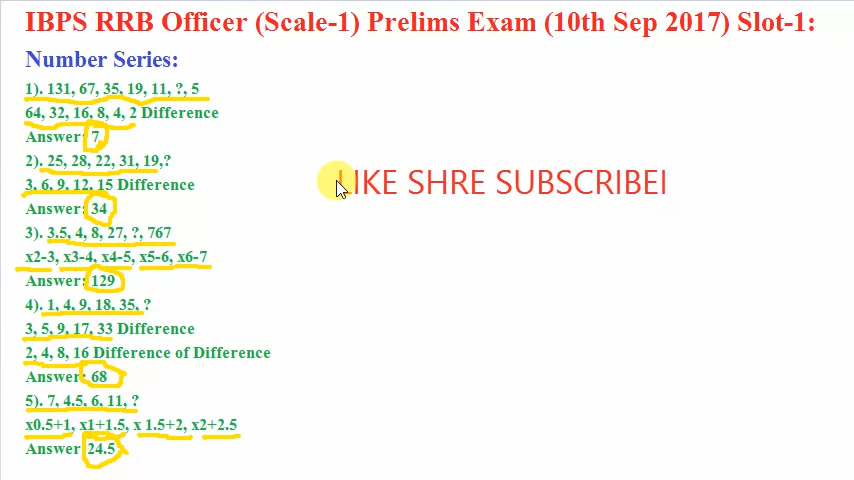 IBPS RRB Officer (Scale-1) Prelims Exam (10th Sep 2017) Slot-1:
Number Series:
1). 131, 67, 35, 19, 11, ?, 5
64, 32, 16, 8, 4, 2 Difference
Answer: 7
2). 25, 28, 22, 31, 19,?
3, 6, 9, 12, 15 Difference
LIKE SHRE SUBSCRIBEI
Answer: 34
3). 3.5, 4, 8, 27, ?, 767
x2-3, x3-4, x4-5, x5-6, x6-7
Answer: 129
4). 1, 4, 9, 18, 35, ?
3, 5, 9, 17, 33 Difference
2, 4, 8, 16 Difference of Difference
Answer: 68
5). 7, 4.5, 6, 11, ?
x0.5+1, x1+1.5, x 1.5+2, x2+2.5
Answer 24.5